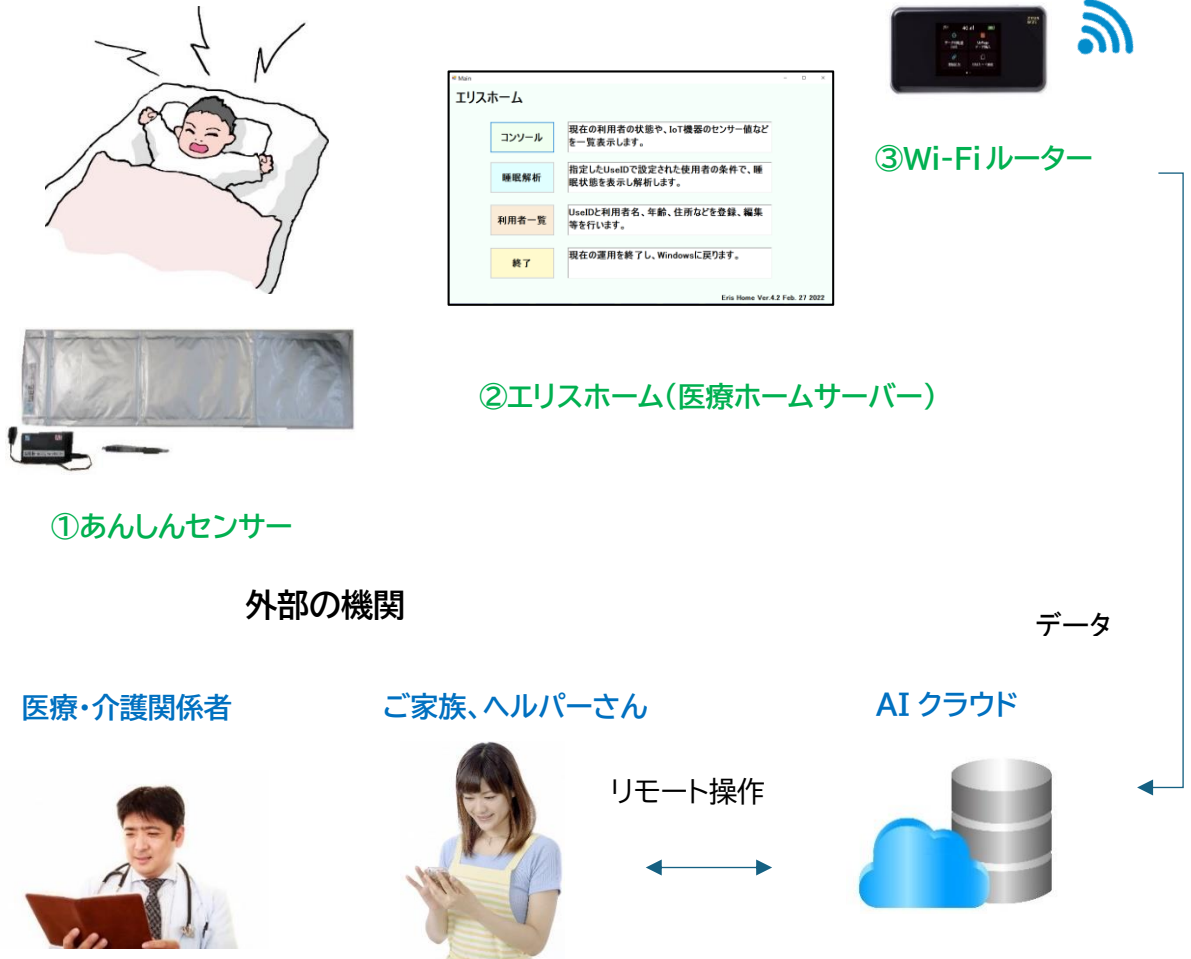 Main
エリスホーム
コンソール
現在の利用者の状態や、IoT機器のセンサー値など
を一覧表示します。
睡眠解析
指定したUseIDで設定された使用者の条件で、睡
眠状態を表示し解析します。
利用者一覧
UseIDと利用者名、年齢、住所などを登録、編集
等を行います。
終了
現在の運用を終了し、Windowsに戻ります。
Eris Home Ver.4.2 Feb. 27 2022
③Wi-Fiルーター
②エリスホーム(医療ホームサーバー)
①あんしんセンサー
外部の機関
データ
医療・介護関係者
ご家族、ヘルパーさん
AI クラウド
リモート操作